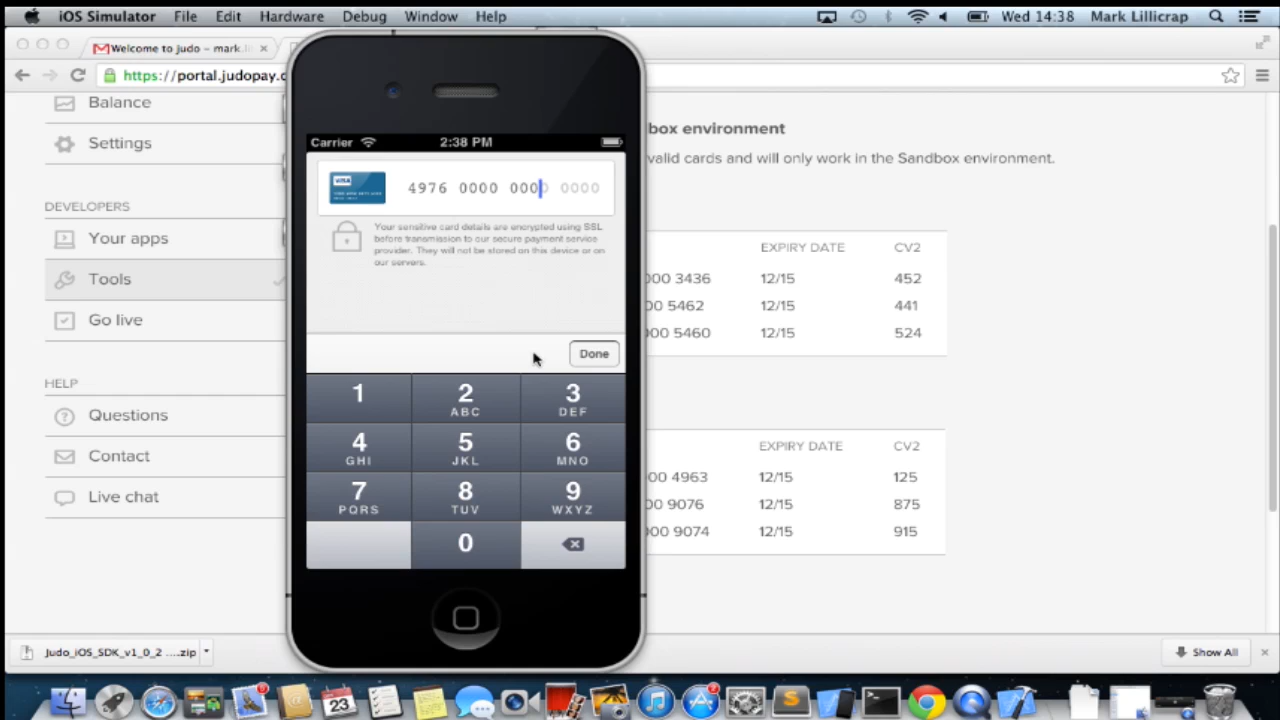 iOS Simulator File Edit Hardware Debug Window Help Wed 14:38 Mark Lillicrap
Welcome to judo – mark.li
https://portal.judopay.c
Balance
Settings
DEVELOPERS
Your apps
Tools
Go live
HELP
Questions
Contact
Live chat
Carrier 2:38 PM
VISA
4976 0000 0000 0000
Your sensitive card details are encrypted using SSL
before transmission to our secure payment service
provider. They will not be stored on this device or on
our servers.
Done
1 2 ABC 3 DEF
4 GHI 5 JKL 6 MNO
7 PQRS 8 TUV 9 WXYZ
0
box environment
valid cards and will only work in the Sandbox environment.
EXPIRY DATE CV2
000 3436 12/15 452
00 5462 12/15 441
000 5460 12/15 524
EXPIRY DATE CV2
00 4963 12/15 125
00 9076 12/15 875
000 9074 12/15 915
Judo_iOS_SDK_v1_0_2 ....zip
Show All
23